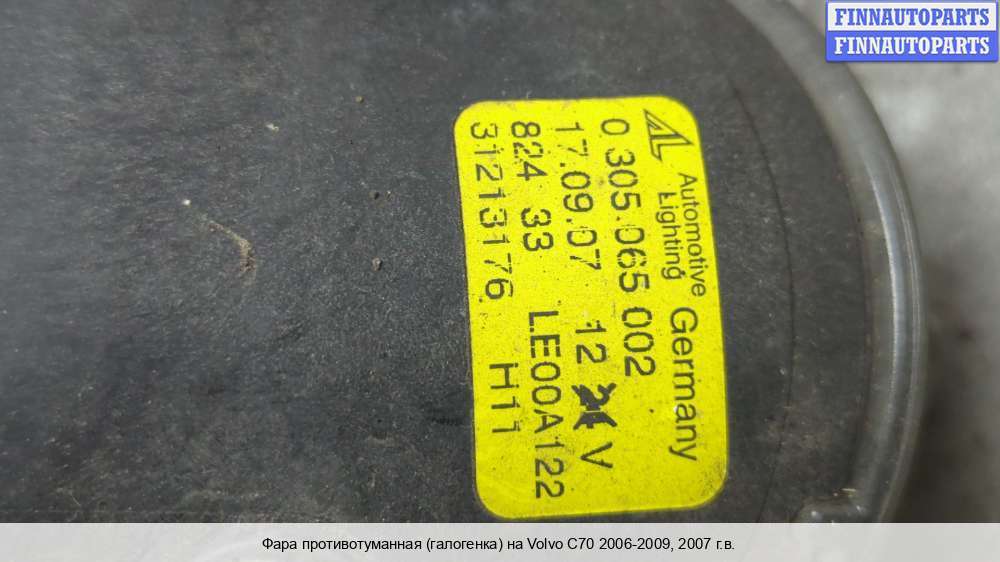 FINNAUTOPARTS
FINNAUTOPARTS
AL Automotive Lighting Germany
0 305.065 002
17.09.07 12 V
824 33 LE00A122
31213176 H11
Фара противотуманная (галогенка) на Volvo C70 2006-2009, 2007 г.в.